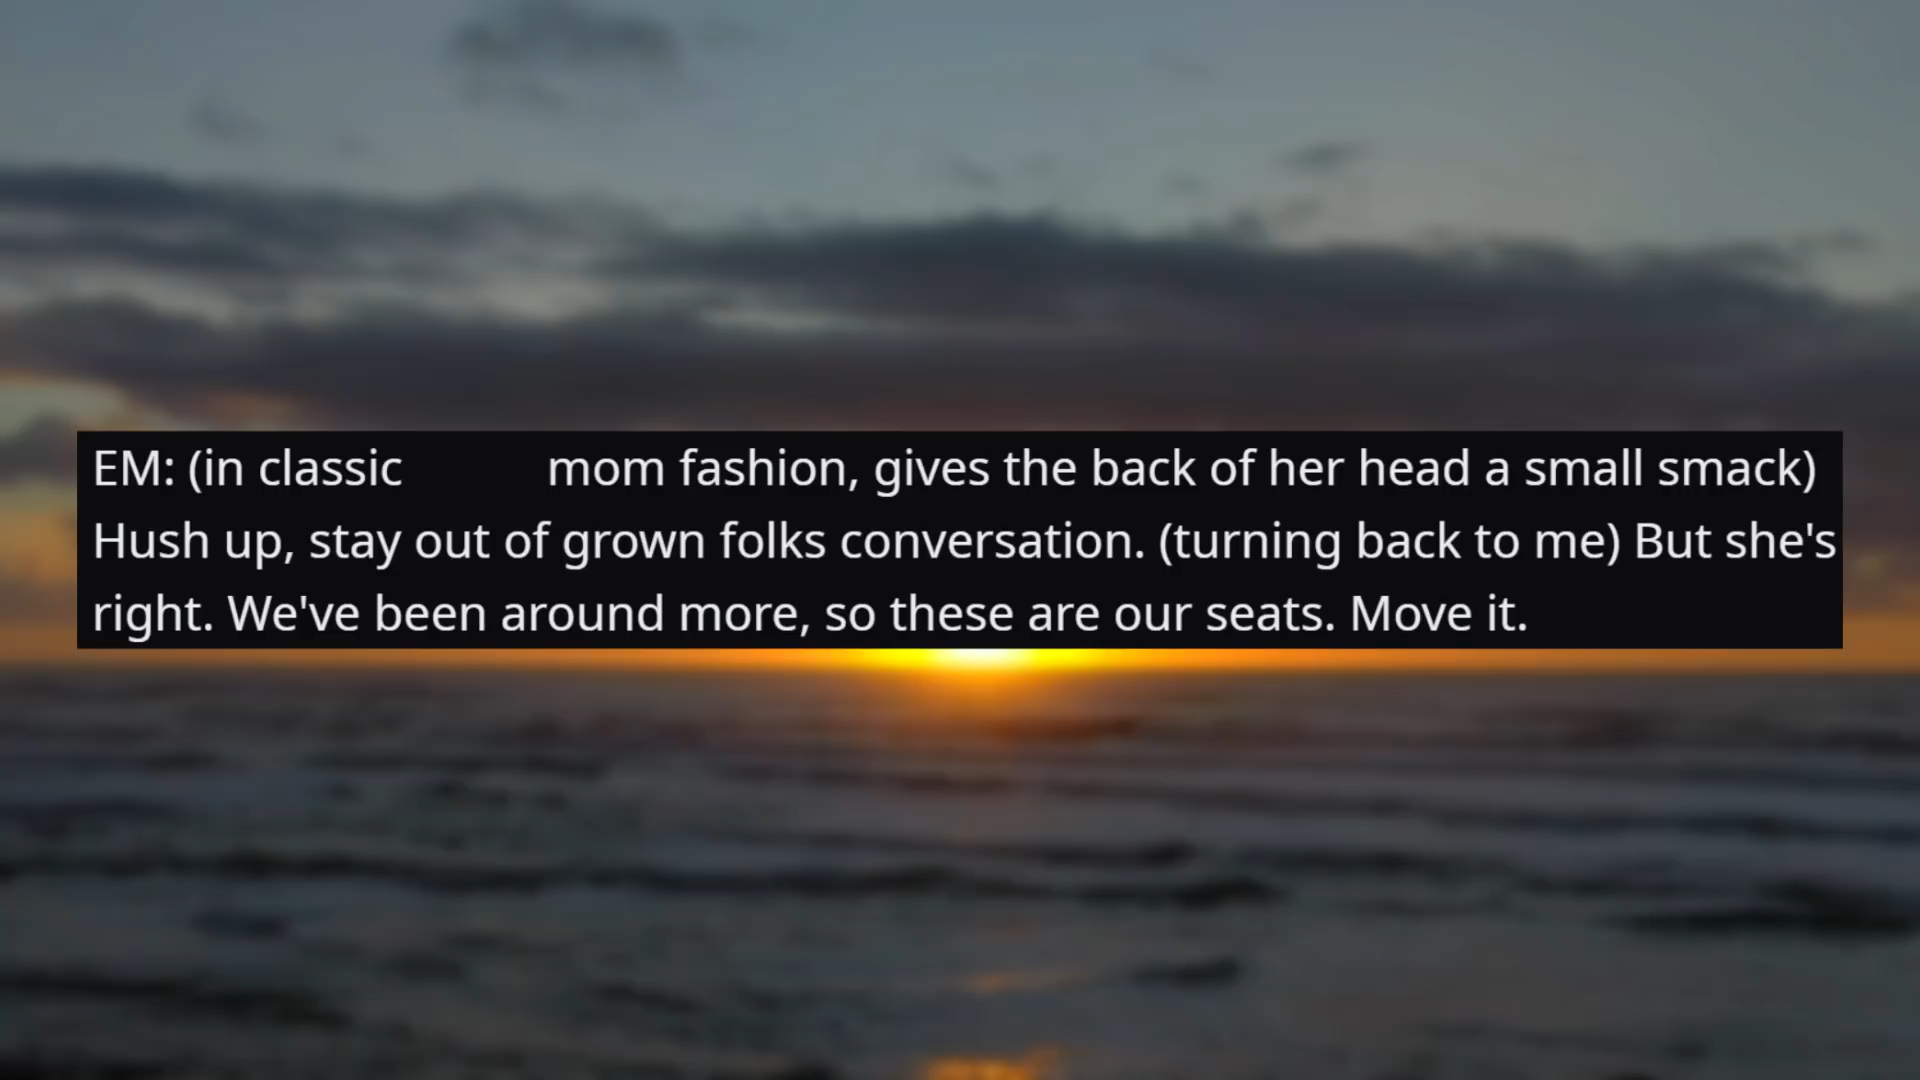 EM: (in classic mom fashion, gives the back of her head a small smack)
Hush up, stay out of grown folks conversation. (turning back to me) But she's
right. We've been around more, so these are our seats. Move it.